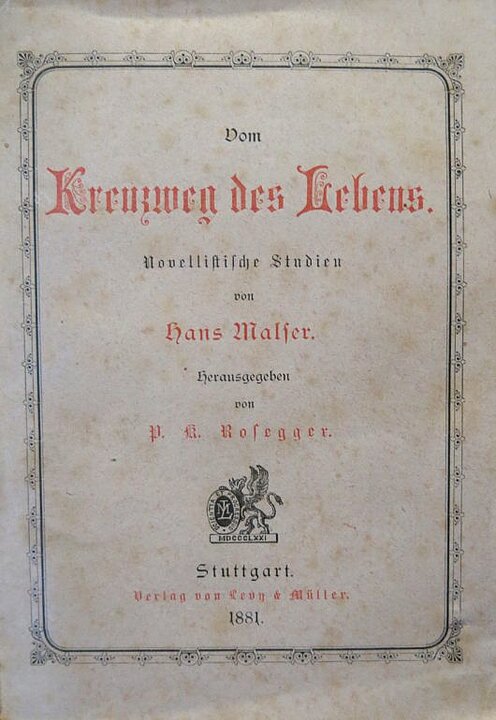 Vom
Kreuzweg des Lebens.
Novellistische Studien
von
Hans Malser.
Herausgegeben
von
P. K. Rosegger.
LM
MDCCCLXXI
Stuttgart.
Verlag von Levy & Müller.
1881.